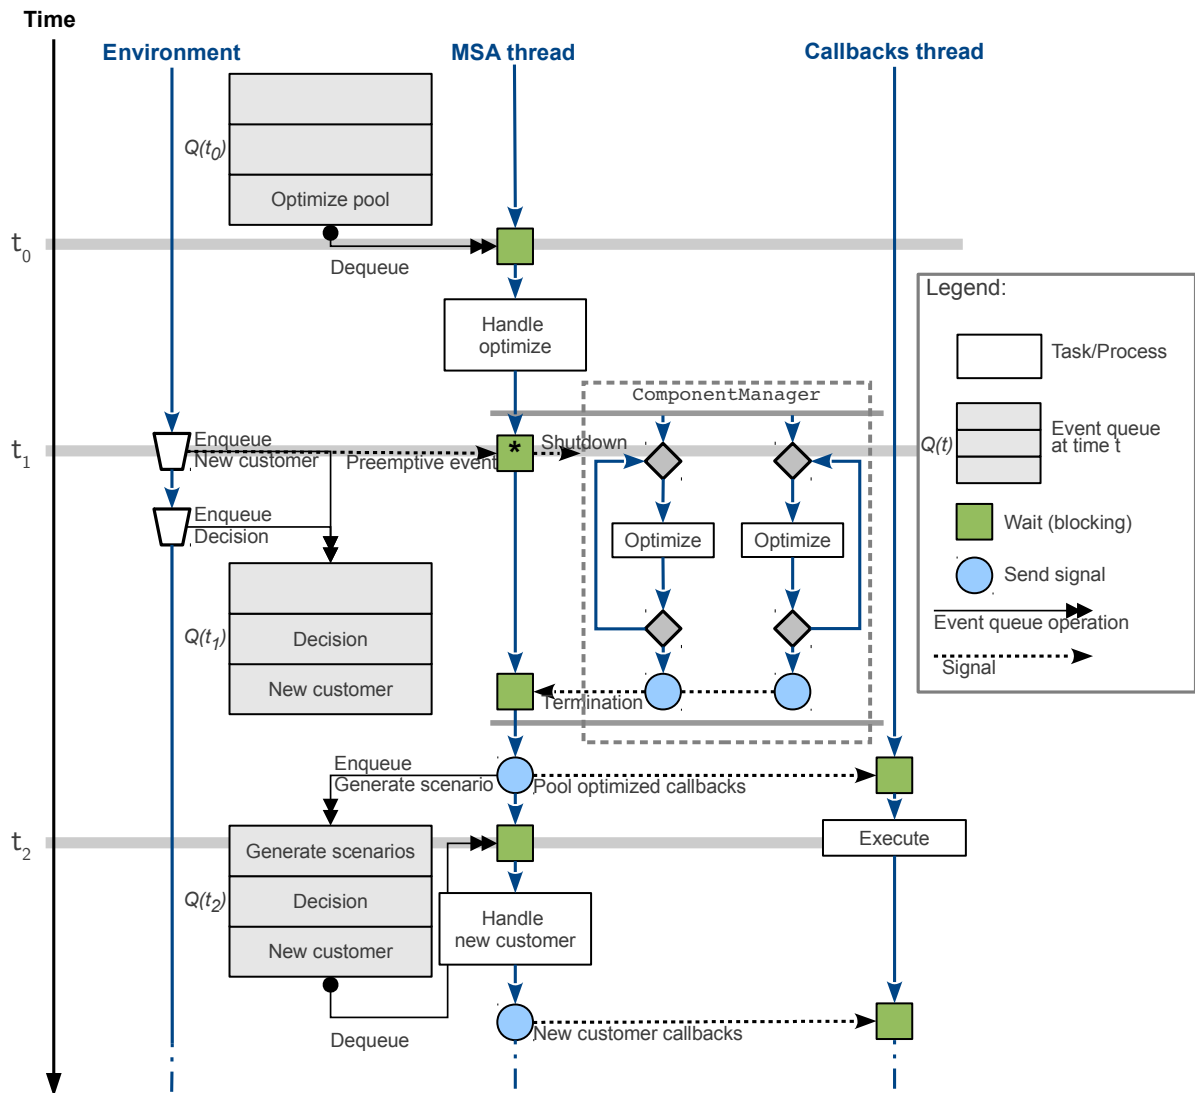 Time
Environment
MSA thread
Callbacks thread
Q(t0)
Optimize pool
t0
Dequeue
Handle
optimize
Legend:
Task/Process
Q(t)
Event queue
at time t
Wait (blocking)
Send signal
Event queue operation
Signal
ComponentManager
t1
Enqueue
New customer
Preemptive event
*
Shutdown
Enqueue
Decision
Optimize
Optimize
Q(t1)
Decision
New customer
Termination
Enqueue
Generate scenario
Pool optimized callbacks
t2
Generate scenarios
Execute
Q(t2)
Decision
New customer
Handle
new customer
Dequeue
New customer callbacks